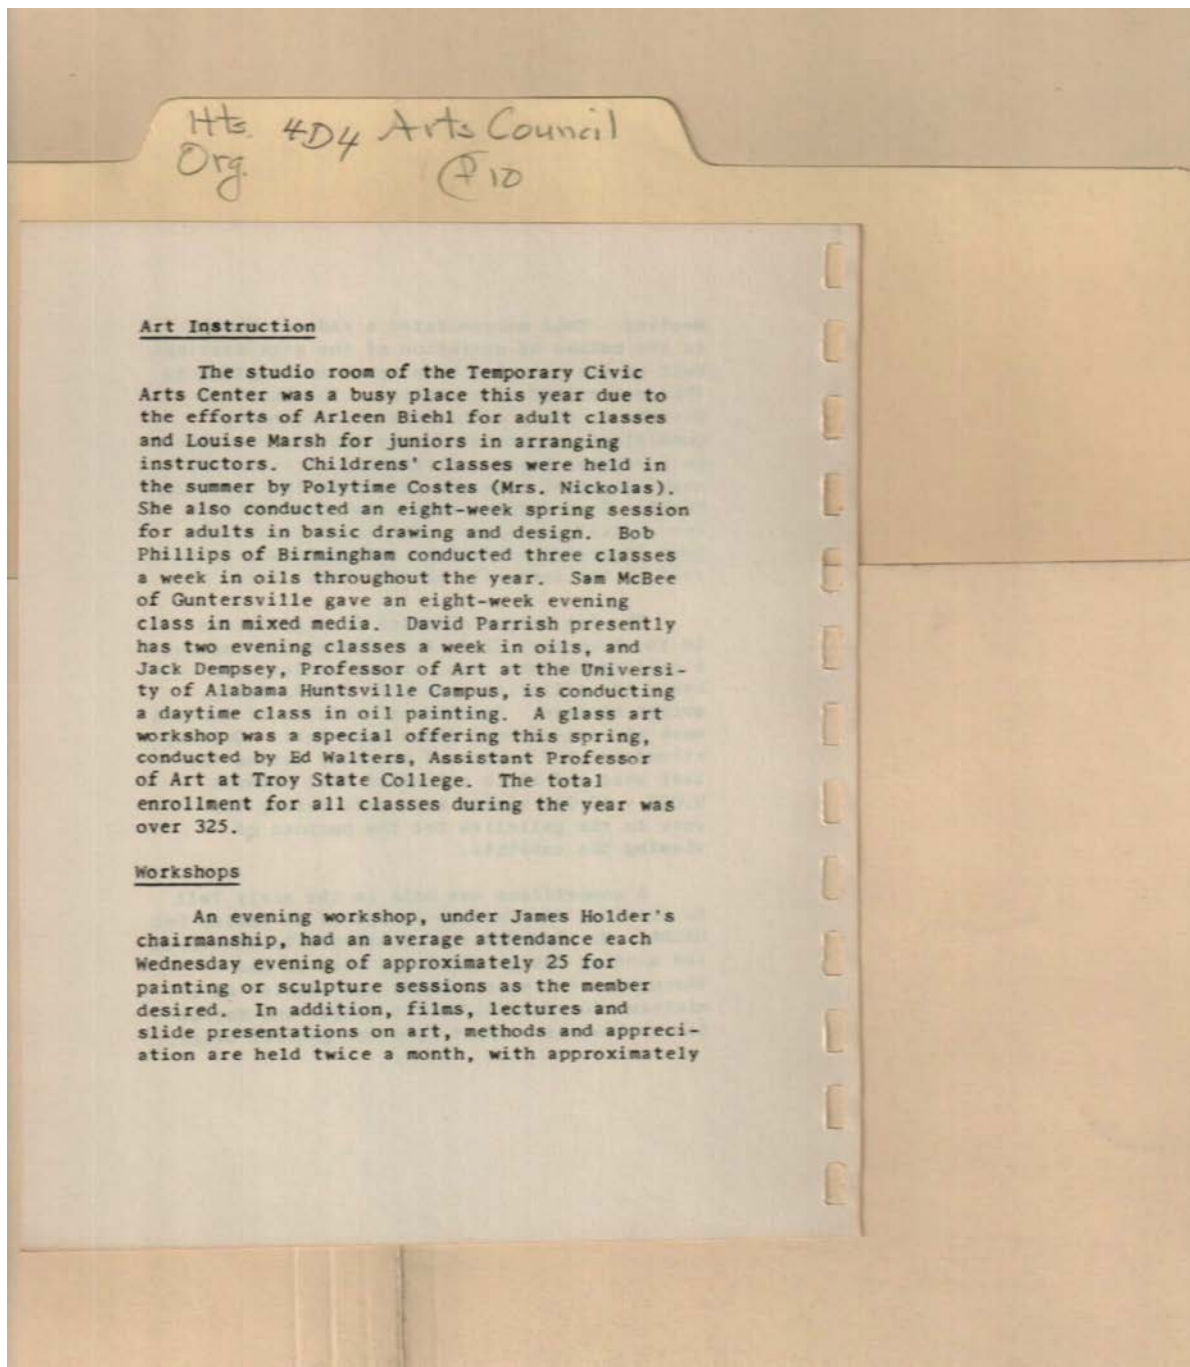 Hts. 4D4 Arts Council
Org. P10
Art Instruction
The studio room of the Temporary Civic
Arts Center was a busy place this year due to
the efforts of Arleen Biehl for adult classes
and Louise Marsh for juniors in arranging
instructors. Childrens' classes were held in
the summer by Polytime Costes (Mrs. Nickolas).
She also conducted an eight-week spring session
for adults in basic drawing and design. Bob
Phillips of Birmingham conducted three classes
a week in oils throughout the year. Sam McBee
of Guntersville gave an eight-week evening
class in mixed media. David Parrish presently
has two evening classes a week in oils, and
Jack Dempsey, Professor of Art at the Universi-
ty of Alabama Huntsville Campus, is conducting
a daytime class in oil painting. A glass art
workshop was a special offering this spring,
conducted by Ed Walters, Assistant Professor
of Art at Troy State College. The total
enrollment for all classes during the year was
over 325.
Workshops
An evening workshop, under James Holder's
chairmanship, had an average attendance each
Wednesday evening of approximately 25 for
painting or sculpture sessions as the member
desired. In addition, films, lectures and
slide presentations on art, methods and appreci-
ation are held twice a month, with approximately